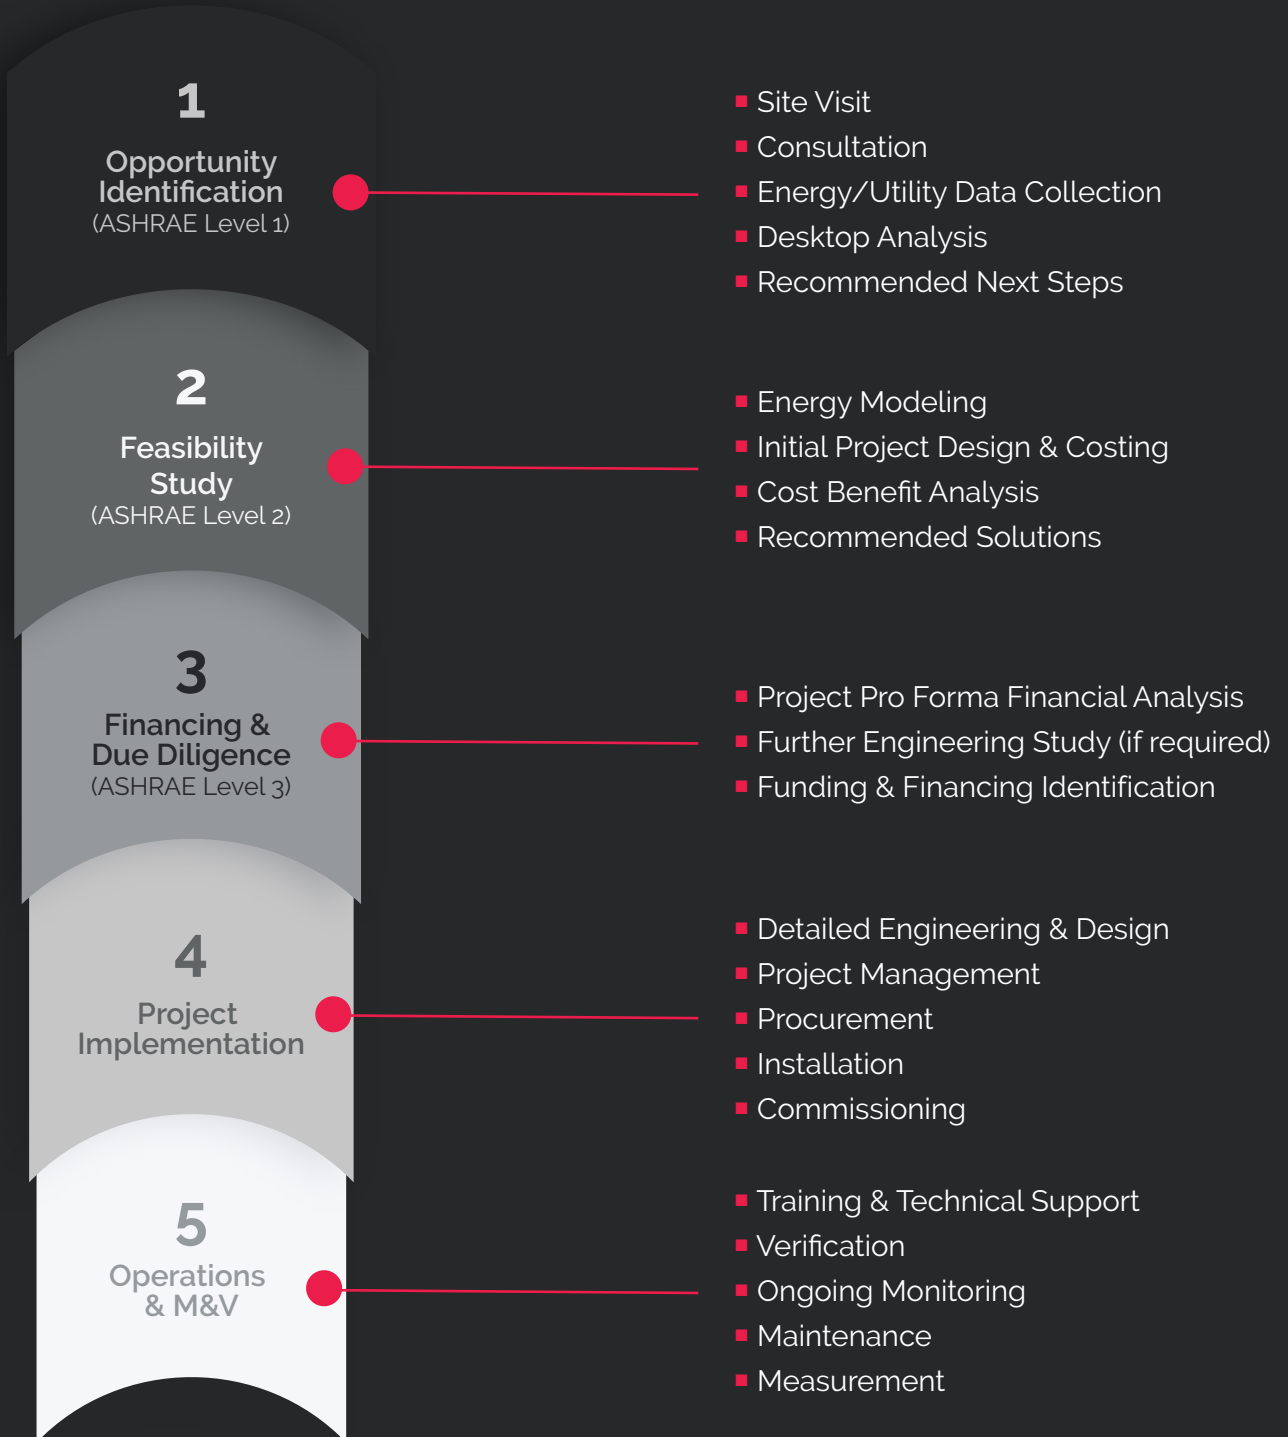 1
Opportunity
Identification
(ASHRAE Level 1)
Site Visit
Consultation
Energy/Utility Data Collection
Desktop Analysis
Recommended Next Steps
2
Feasibility
Study
(ASHRAE Level 2)
Energy Modeling
Initial Project Design & Costing
Cost Benefit Analysis
Recommended Solutions
3
Financing &
Due Diligence
(ASHRAE Level 3)
Project Pro Forma Financial Analysis
Further Engineering Study (if required)
Funding & Financing Identification
4
Project
Implementation
Detailed Engineering & Design
Project Management
Procurement
Installation
Commissioning
5
Operations
& M&V
Training & Technical Support
Verification
Ongoing Monitoring
Maintenance
Measurement